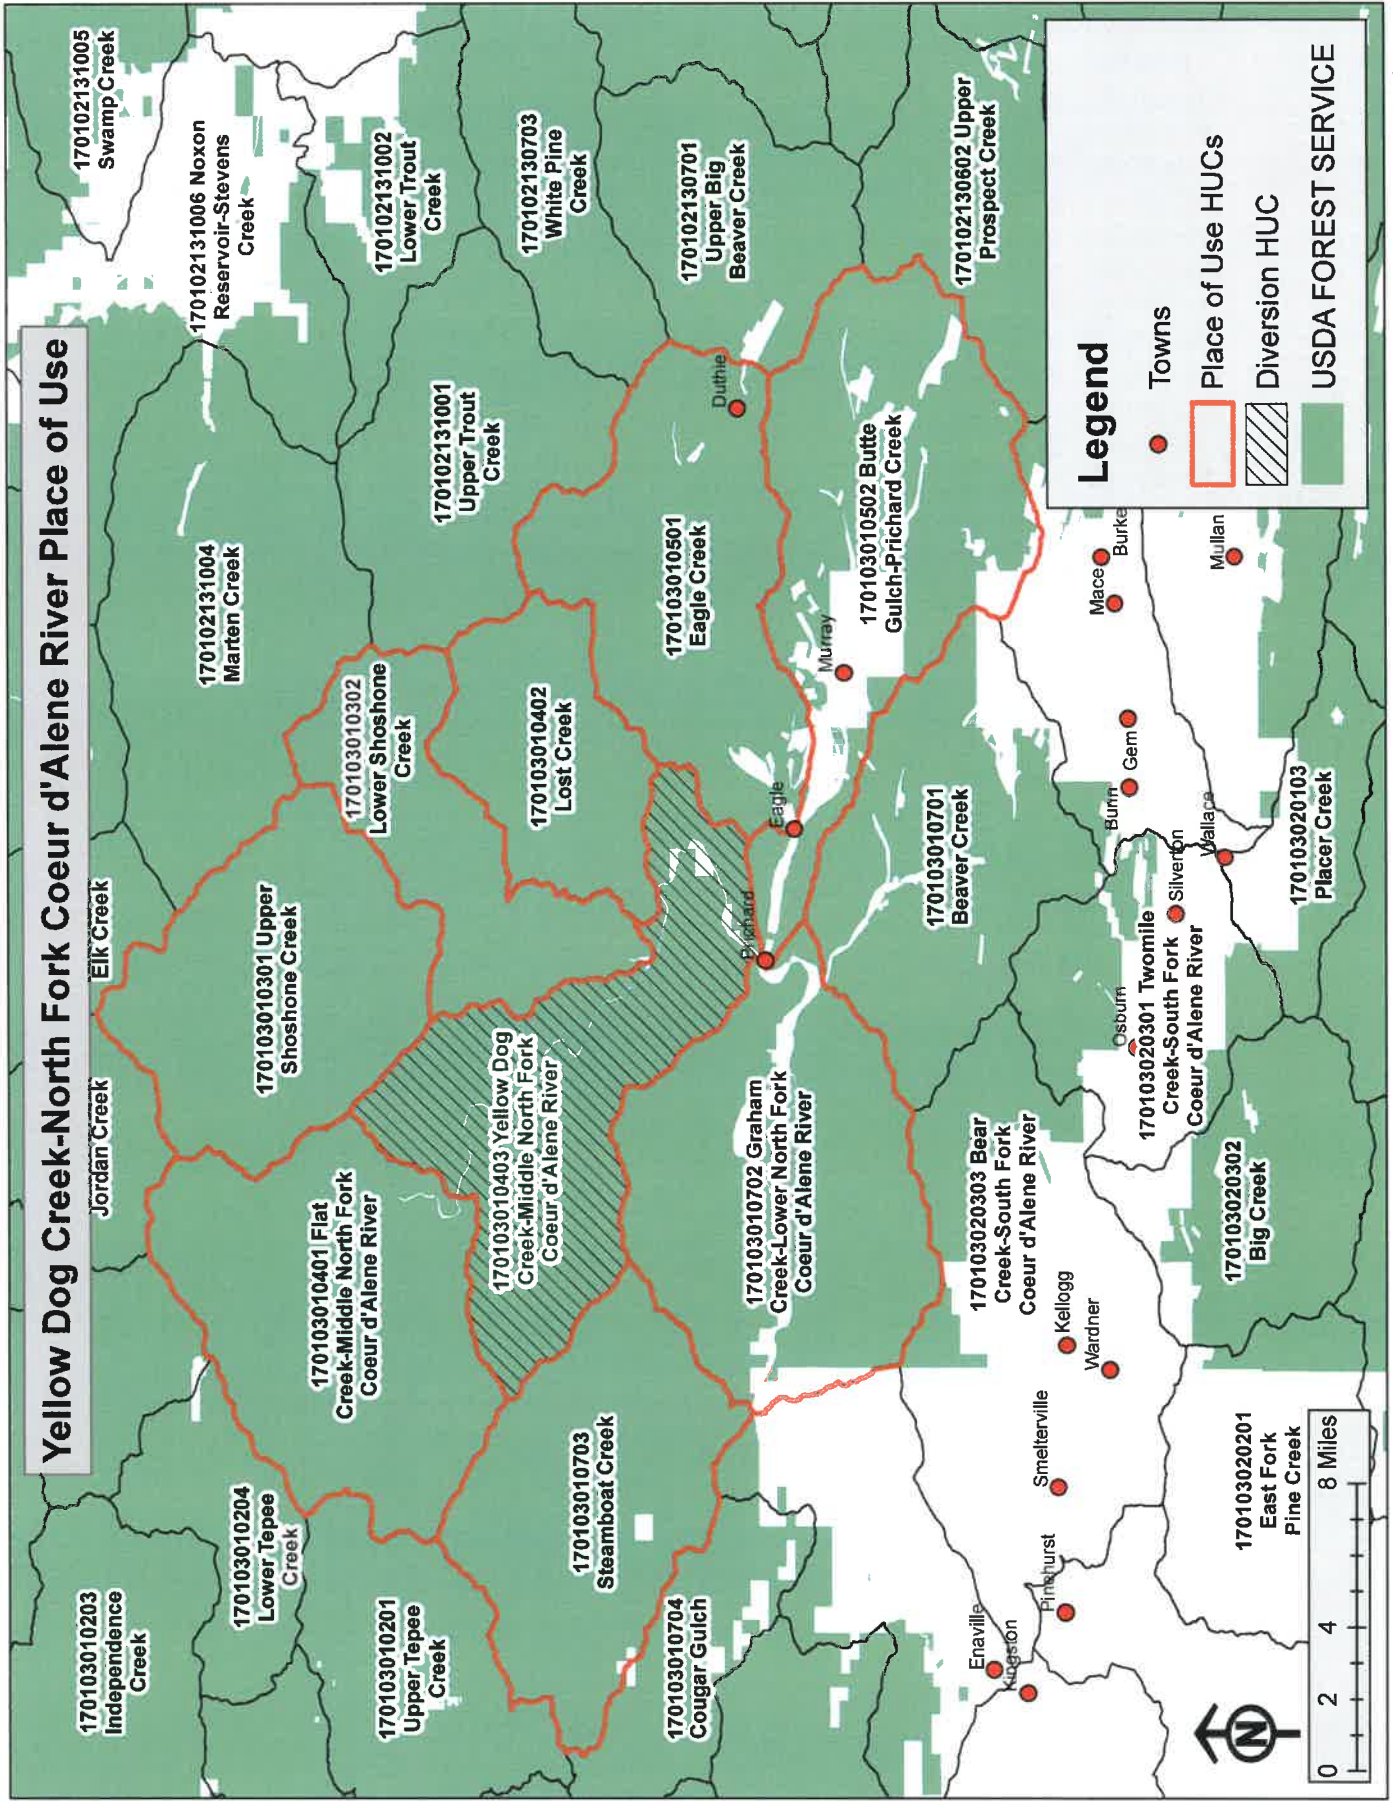 Yellow Dog Creek-North Fork Coeur d'Alene River Place of Use
170103010203
Independence
Creek
170103010204
Lower Tepee
Creek
170103010201
Upper Tepee
Creek
Jordan Creek
Elk Creek
170103010401 Flat
Creek-Middle North Fork
Coeur d'Alene River
170103010301 Upper
Shoshone Creek
170102131004
Marten Creek
170102131006 Noxon
Reservoir-Stevens
Creek
170102131005
Swamp Creek
170103010302
Lower Shoshone
Creek
170102131001
Upper Trout
Creek
170102131002
Lower Trout
Creek
170103010403 Yellow Dog
Creek-Middle North Fork
Coeur d'Alene River
170103010402
Lost Creek
170102130703
White Pine
Creek
170103010703
Steamboat Creek
170103010501
Eagle Creek
170102130701
Upper Big
Beaver Creek
Duthie
170103010704
Cougar Gulch
170103010702 Graham
Creek-Lower North Fork
Coeur d'Alene River
Prichard
Eagle
Murray
170103010502 Butte
Gulch-Prichard Creek
170102130602 Upper
Prospect Creek
170103010701
Beaver Creek
170103020303 Bear
Creek-South Fork
Coeur d'Alene River
Enaville
Kingston
Pinehurst
Smelterville
Kellogg
Wardner
Osburn
170103020301 Twomile
Creek-South Fork
Coeur d'Alene River
Silverton
Bunn
Gem
Mace
Burke
Wallace
Mullan
170103020201
East Fork
Pine Creek
170103020302
Big Creek
170103020103
Placer Creek
Legend
Towns
Place of Use HUCs
Diversion HUC
USDA FOREST SERVICE
N
0 2 4 8 Miles